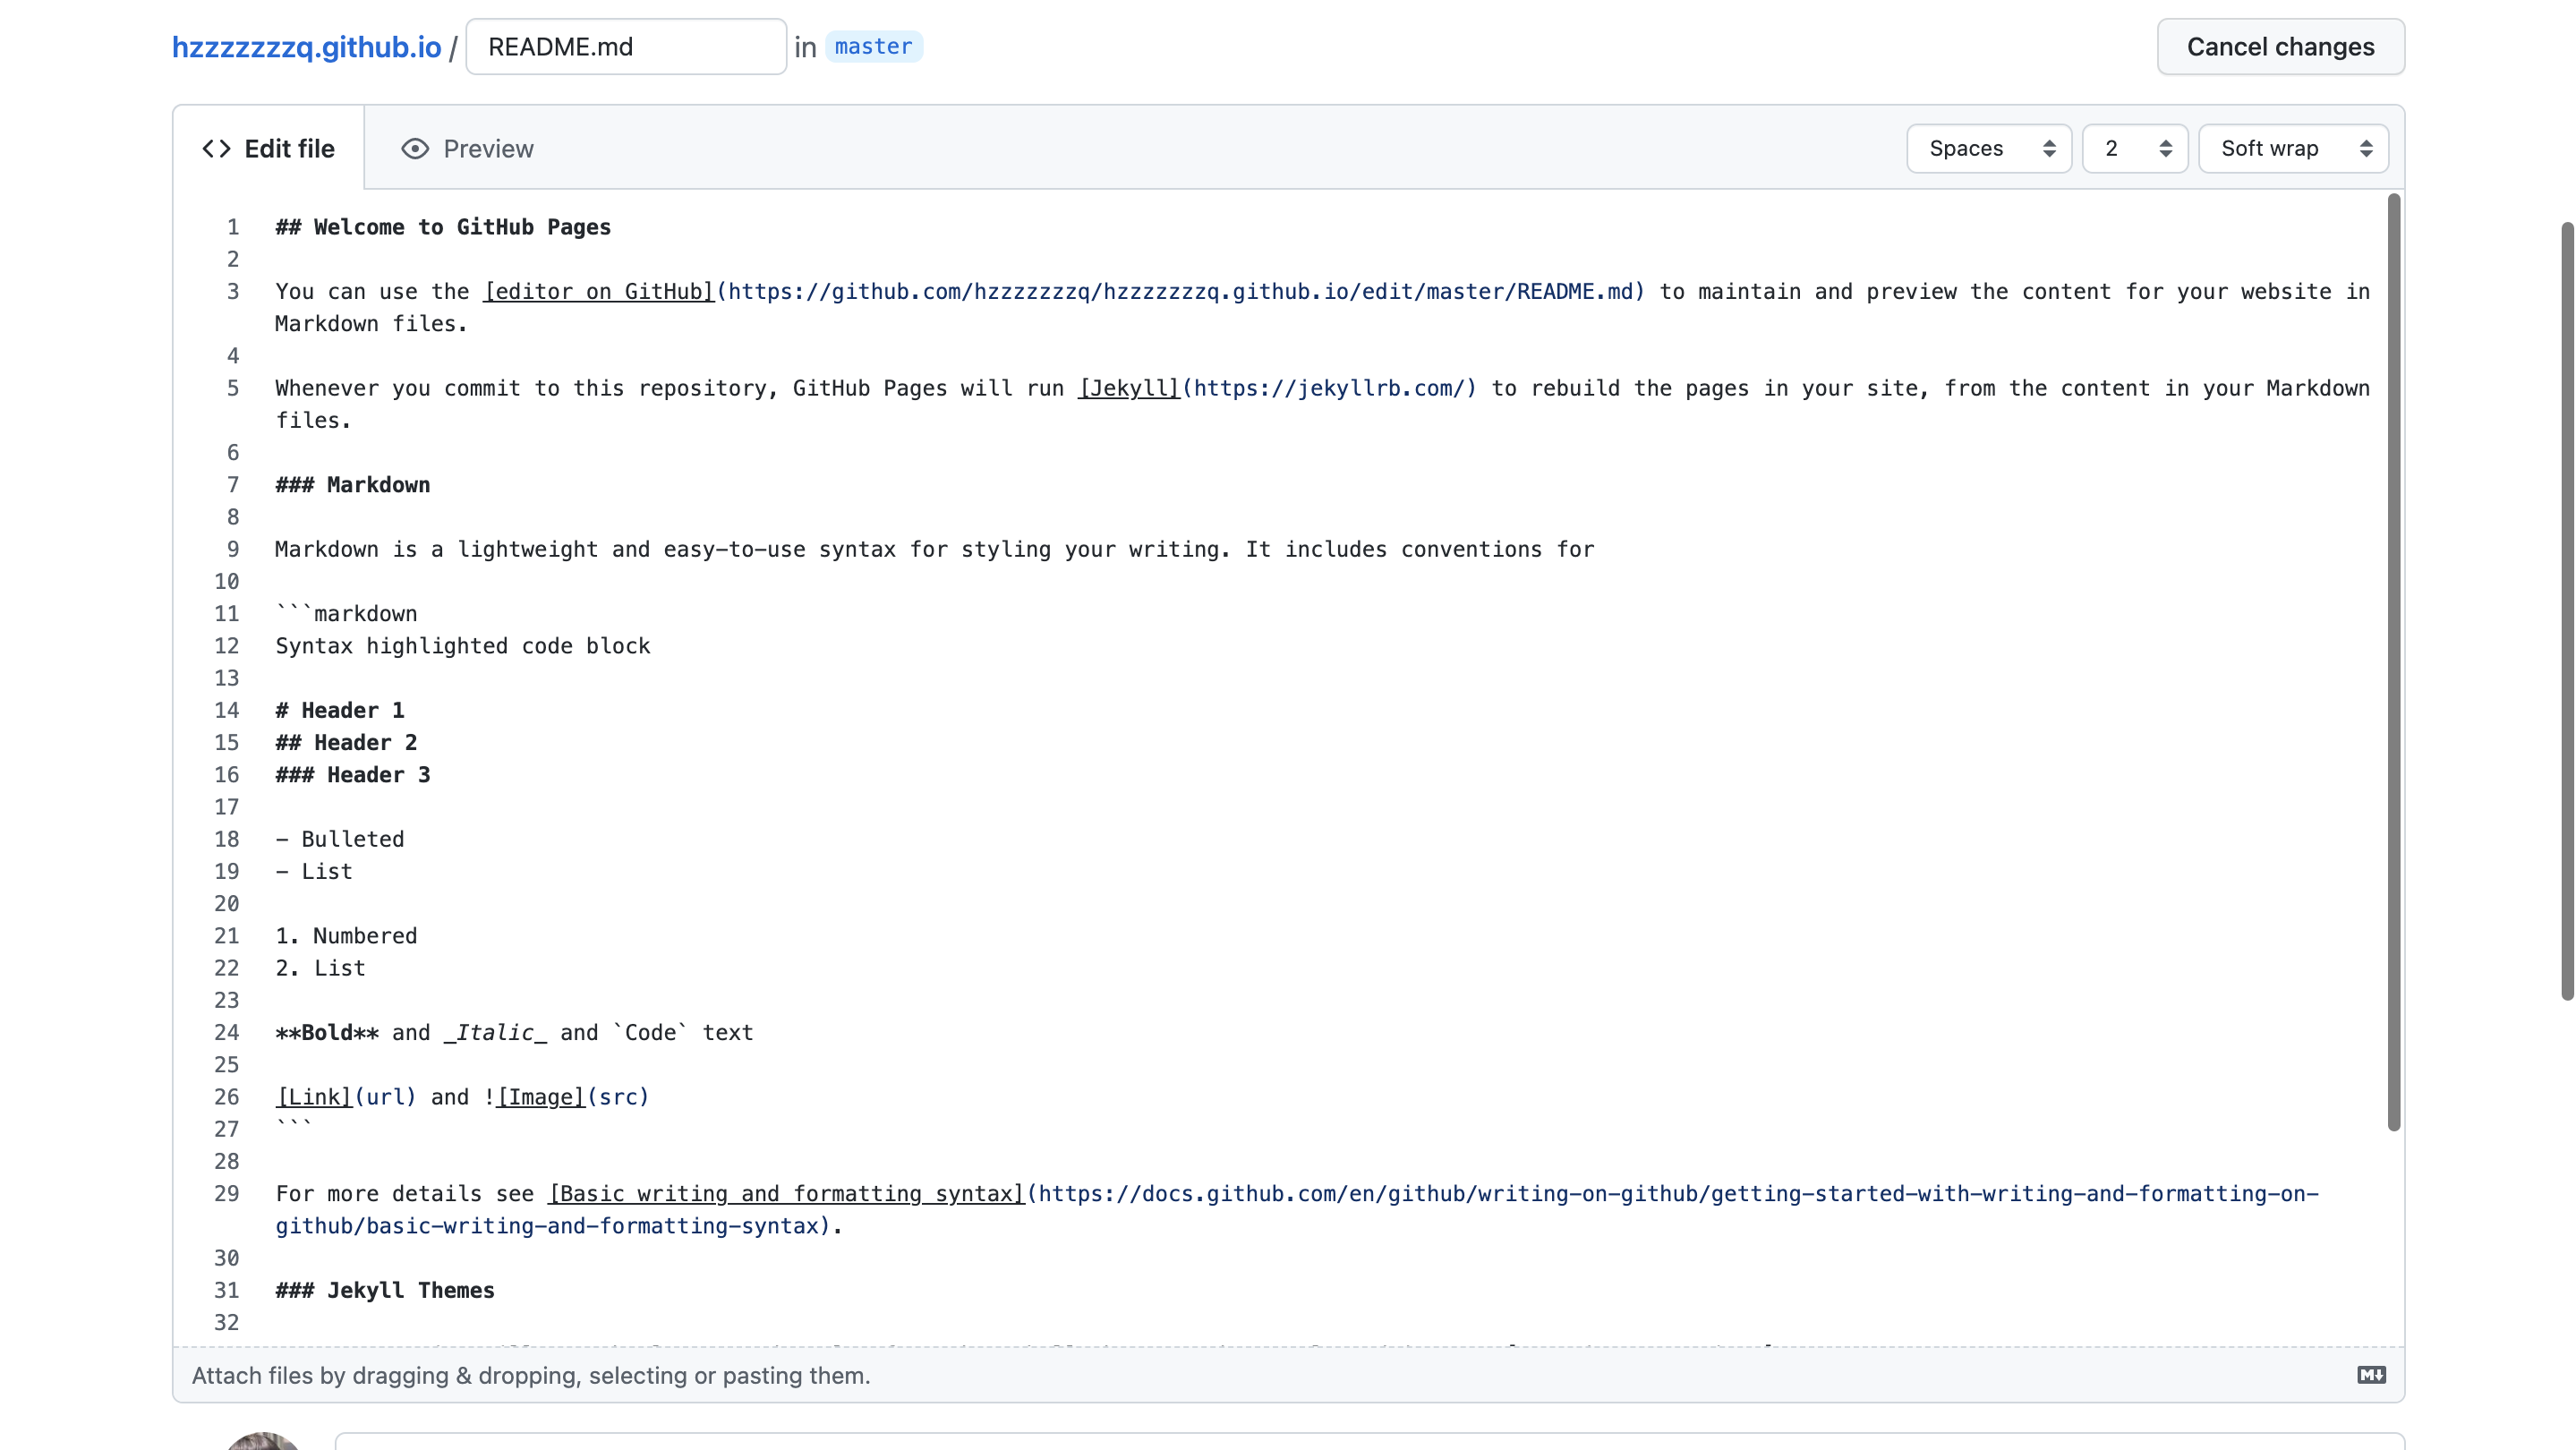 hzzzzzzzq.github.io / README.md in master Cancel changes
Edit file Preview Spaces 2 Soft wrap
1 ## Welcome to GitHub Pages
2
3 You can use the [editor on GitHub](https://github.com/hzzzzzzzq/hzzzzzzzq.github.io/edit/master/README.md) to maintain and preview the content for your website in
Markdown files.
4
5 Whenever you commit to this repository, GitHub Pages will run [Jekyll](https://jekyllrb.com/) to rebuild the pages in your site, from the content in your Markdown
files.
6
7 ### Markdown
8
9 Markdown is a lightweight and easy-to-use syntax for styling your writing. It includes conventions for
10
11 ```markdown
12 Syntax highlighted code block
13
14 # Header 1
15 ## Header 2
16 ### Header 3
17
18 - Bulleted
19 - List
20
21 1. Numbered
22 2. List
23
24 **Bold** and _Italic_ and `Code` text
25
26 [Link](url) and ![Image](src)
27 ```
28
29 For more details see [Basic writing and formatting syntax](https://docs.github.com/en/github/writing-on-github/getting-started-with-writing-and-formatting-on-
github/basic-writing-and-formatting-syntax).
30
31 ### Jekyll Themes
32
Attach files by dragging & dropping, selecting or pasting them.